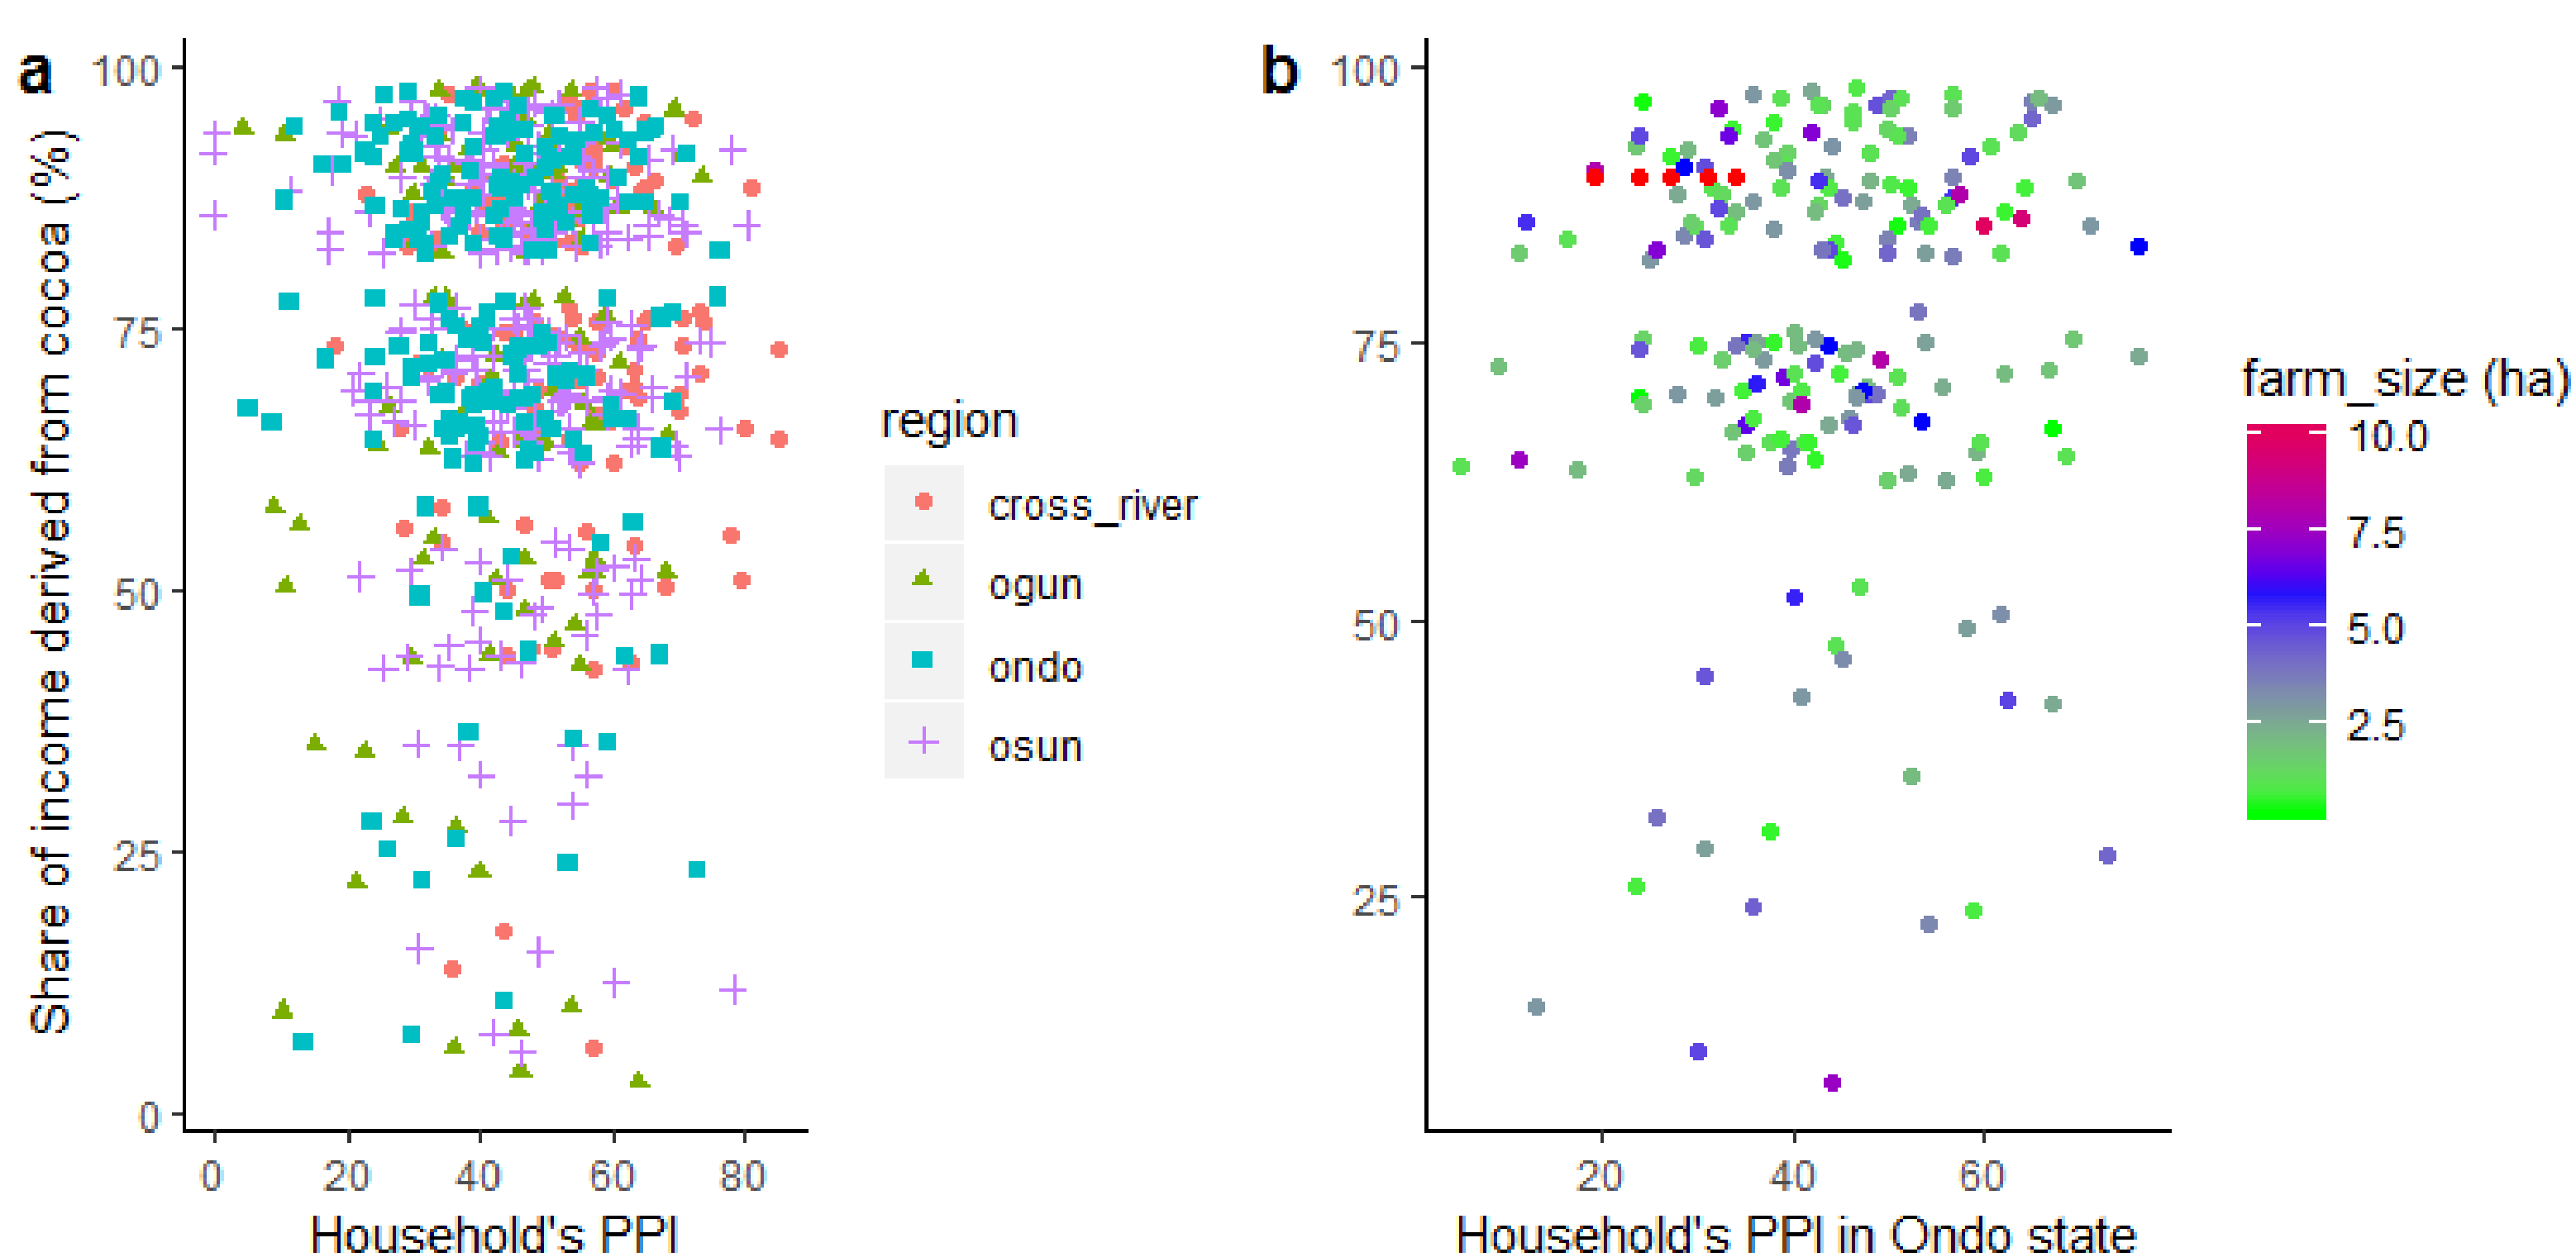 a
Share of income derived from cocoa (%)
100
75
50
25
0
0 20 40 60 80
Household's PPI
region
cross_river
ogun
ondo
osun
b
100
75
50
25
20 40 60
Household's PPI in Ondo state
farm_size (ha)
10.0
7.5
5.0
2.5